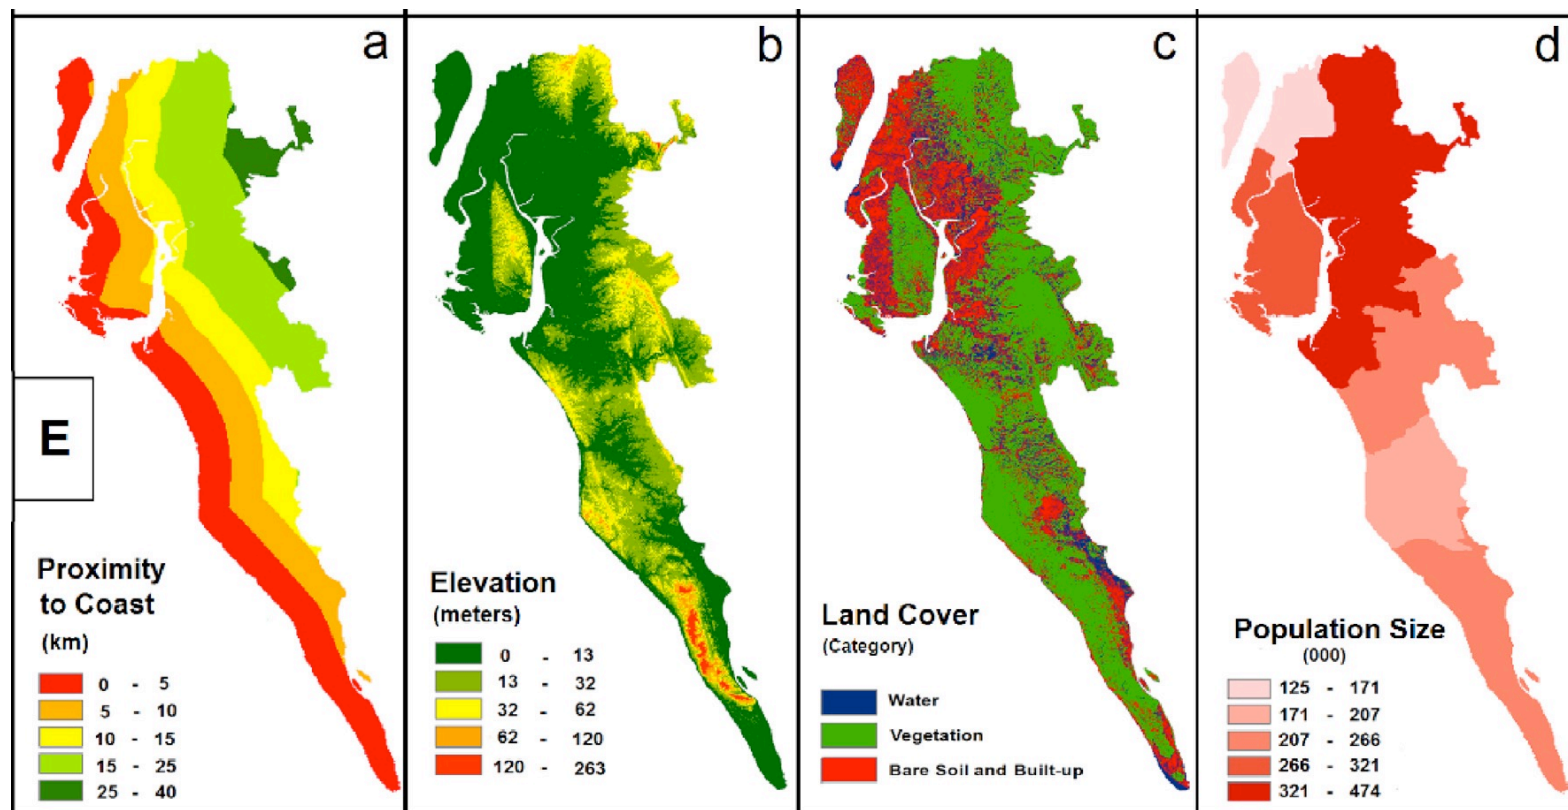 a
b
c
d
E
Proximity
to Coast
(km)
0 - 5
5 - 10
10 - 15
15 - 25
25 - 40
Elevation
(meters)
0 - 13
13 - 32
32 - 62
62 - 120
120 - 263
Land Cover
(Category)
Water
Vegetation
Bare Soil and Built-up
Population Size
(000)
125 - 171
171 - 207
207 - 266
266 - 321
321 - 474